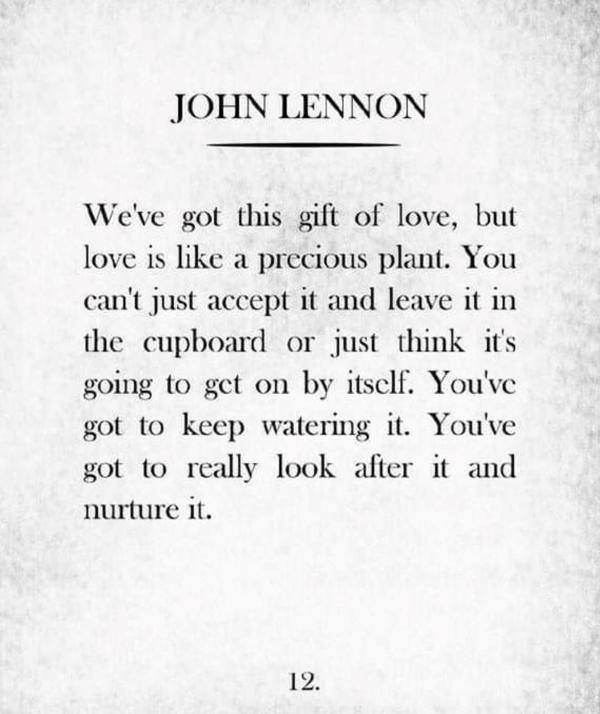 JOHN LENNON
We've got this gift of love, but
love is like a precious plant. You
can't just accept it and leave it in
the cupboard or just think it's
going to get on by itself. You've
got to keep watering it. You've
got to really look after it and
nurture it.
12.